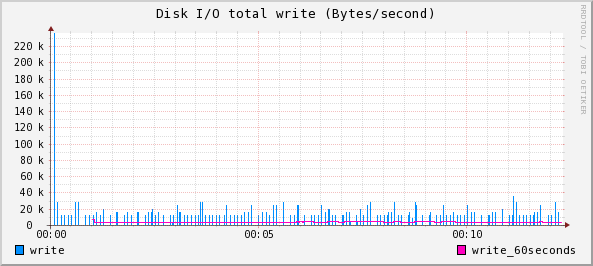 Disk I/O total write (Bytes/second)
RRDTOOL / TOBI OETIKER
220 k
200 k
180 k
160 k
140 k
120 k
100 k
80 k
60 k
40 k
20 k
0
00:00 00:05 00:10
write write_60seconds